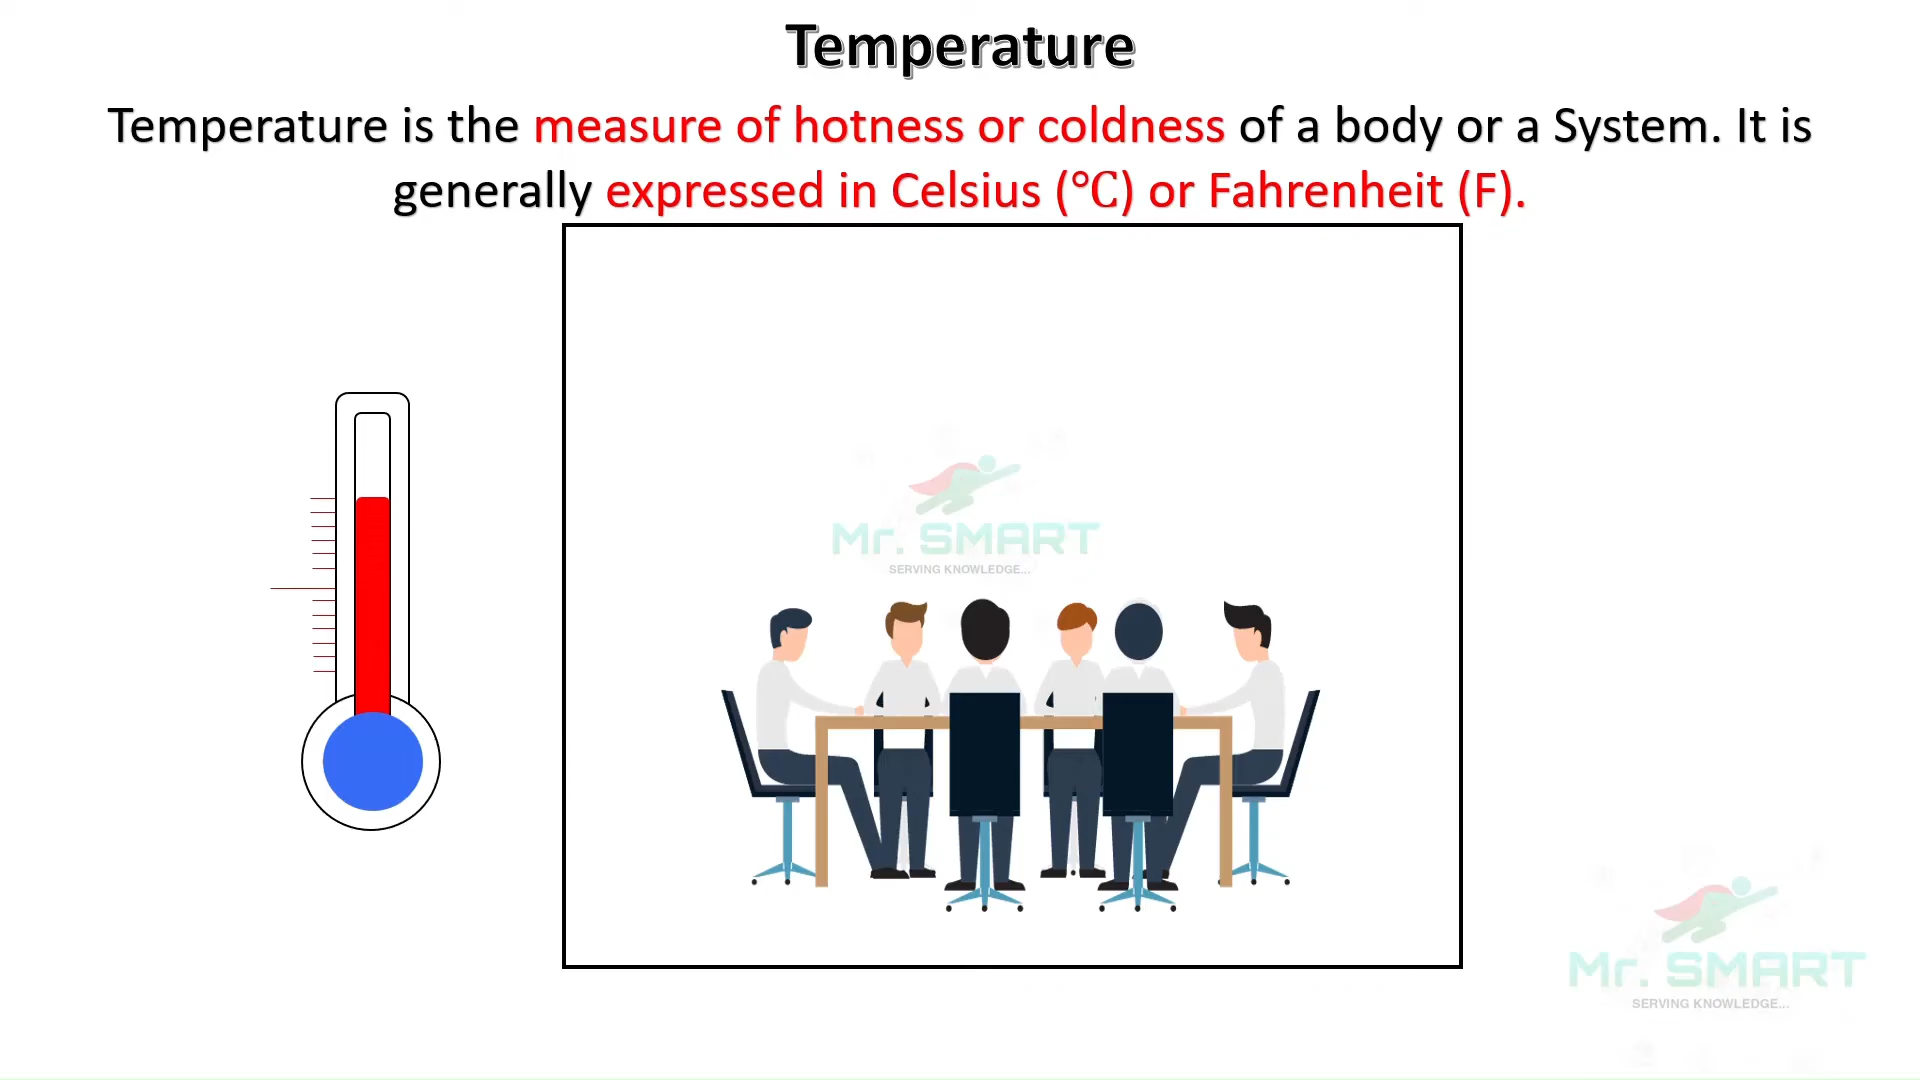 Temperature
Temperature is the measure of hotness or coldness of a body or a System. It is
generally expressed in Celsius (℃) or Fahrenheit (F).
Mr. SMART
SERVING KNOWLEDGE...
Mr. SMART
SERVING KNOWLEDGE...